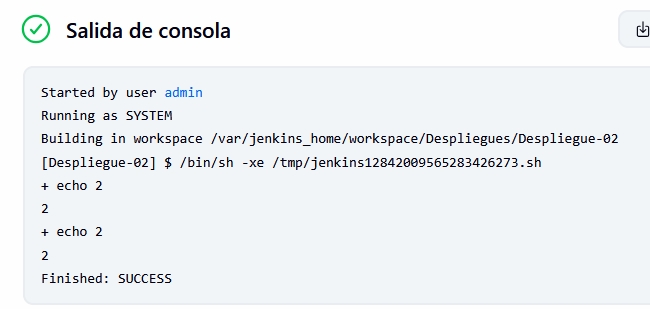 Salida de consola
Started by user admin
Running as SYSTEM
Building in workspace /var/jenkins_home/workspace/Despliegues/Despliegue-02
[Despliegue-02] $ /bin/sh -xe /tmp/jenkins12842009565283426273.sh
+ echo 2
2
+ echo 2
2
Finished: SUCCESS